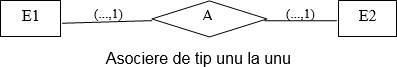 E1 (...,1) A (...,1) E2
Asociere de tip unu la unu